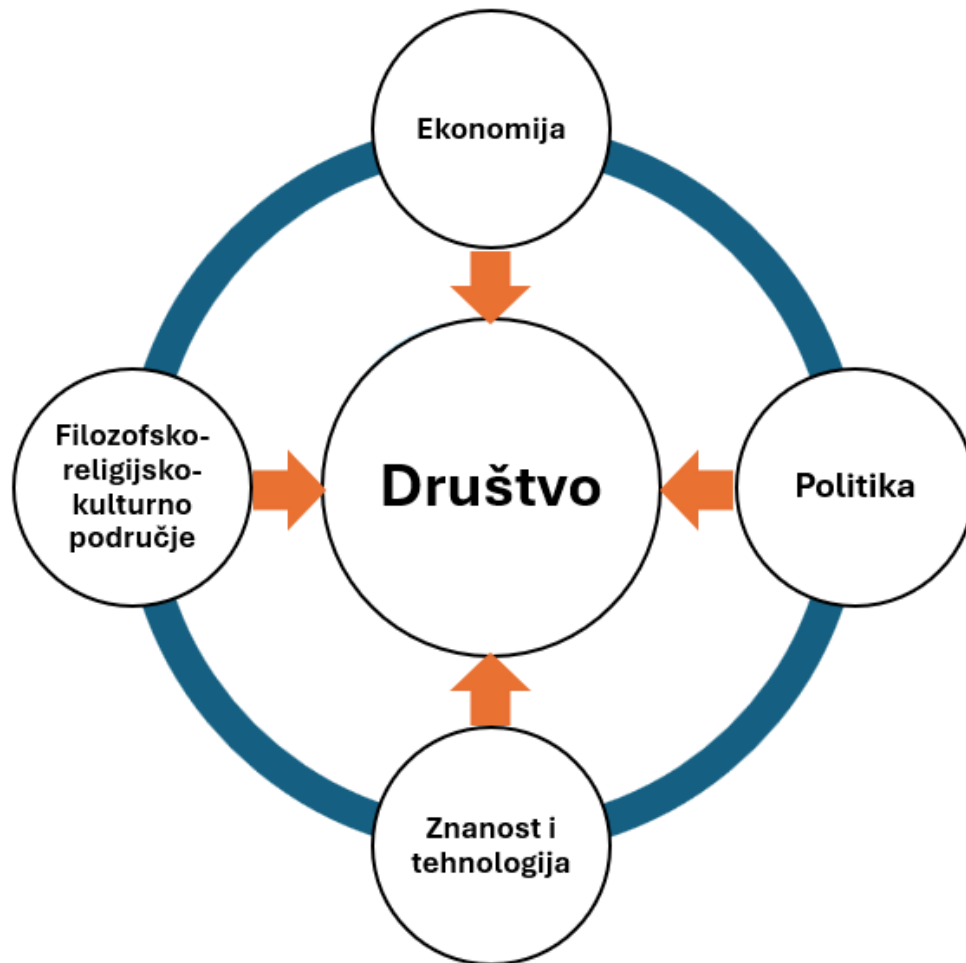 Ekonomija
Filozofsko-
religijsko-
kulturno
područje
Društvo
Politika
Znanost i
tehnologija